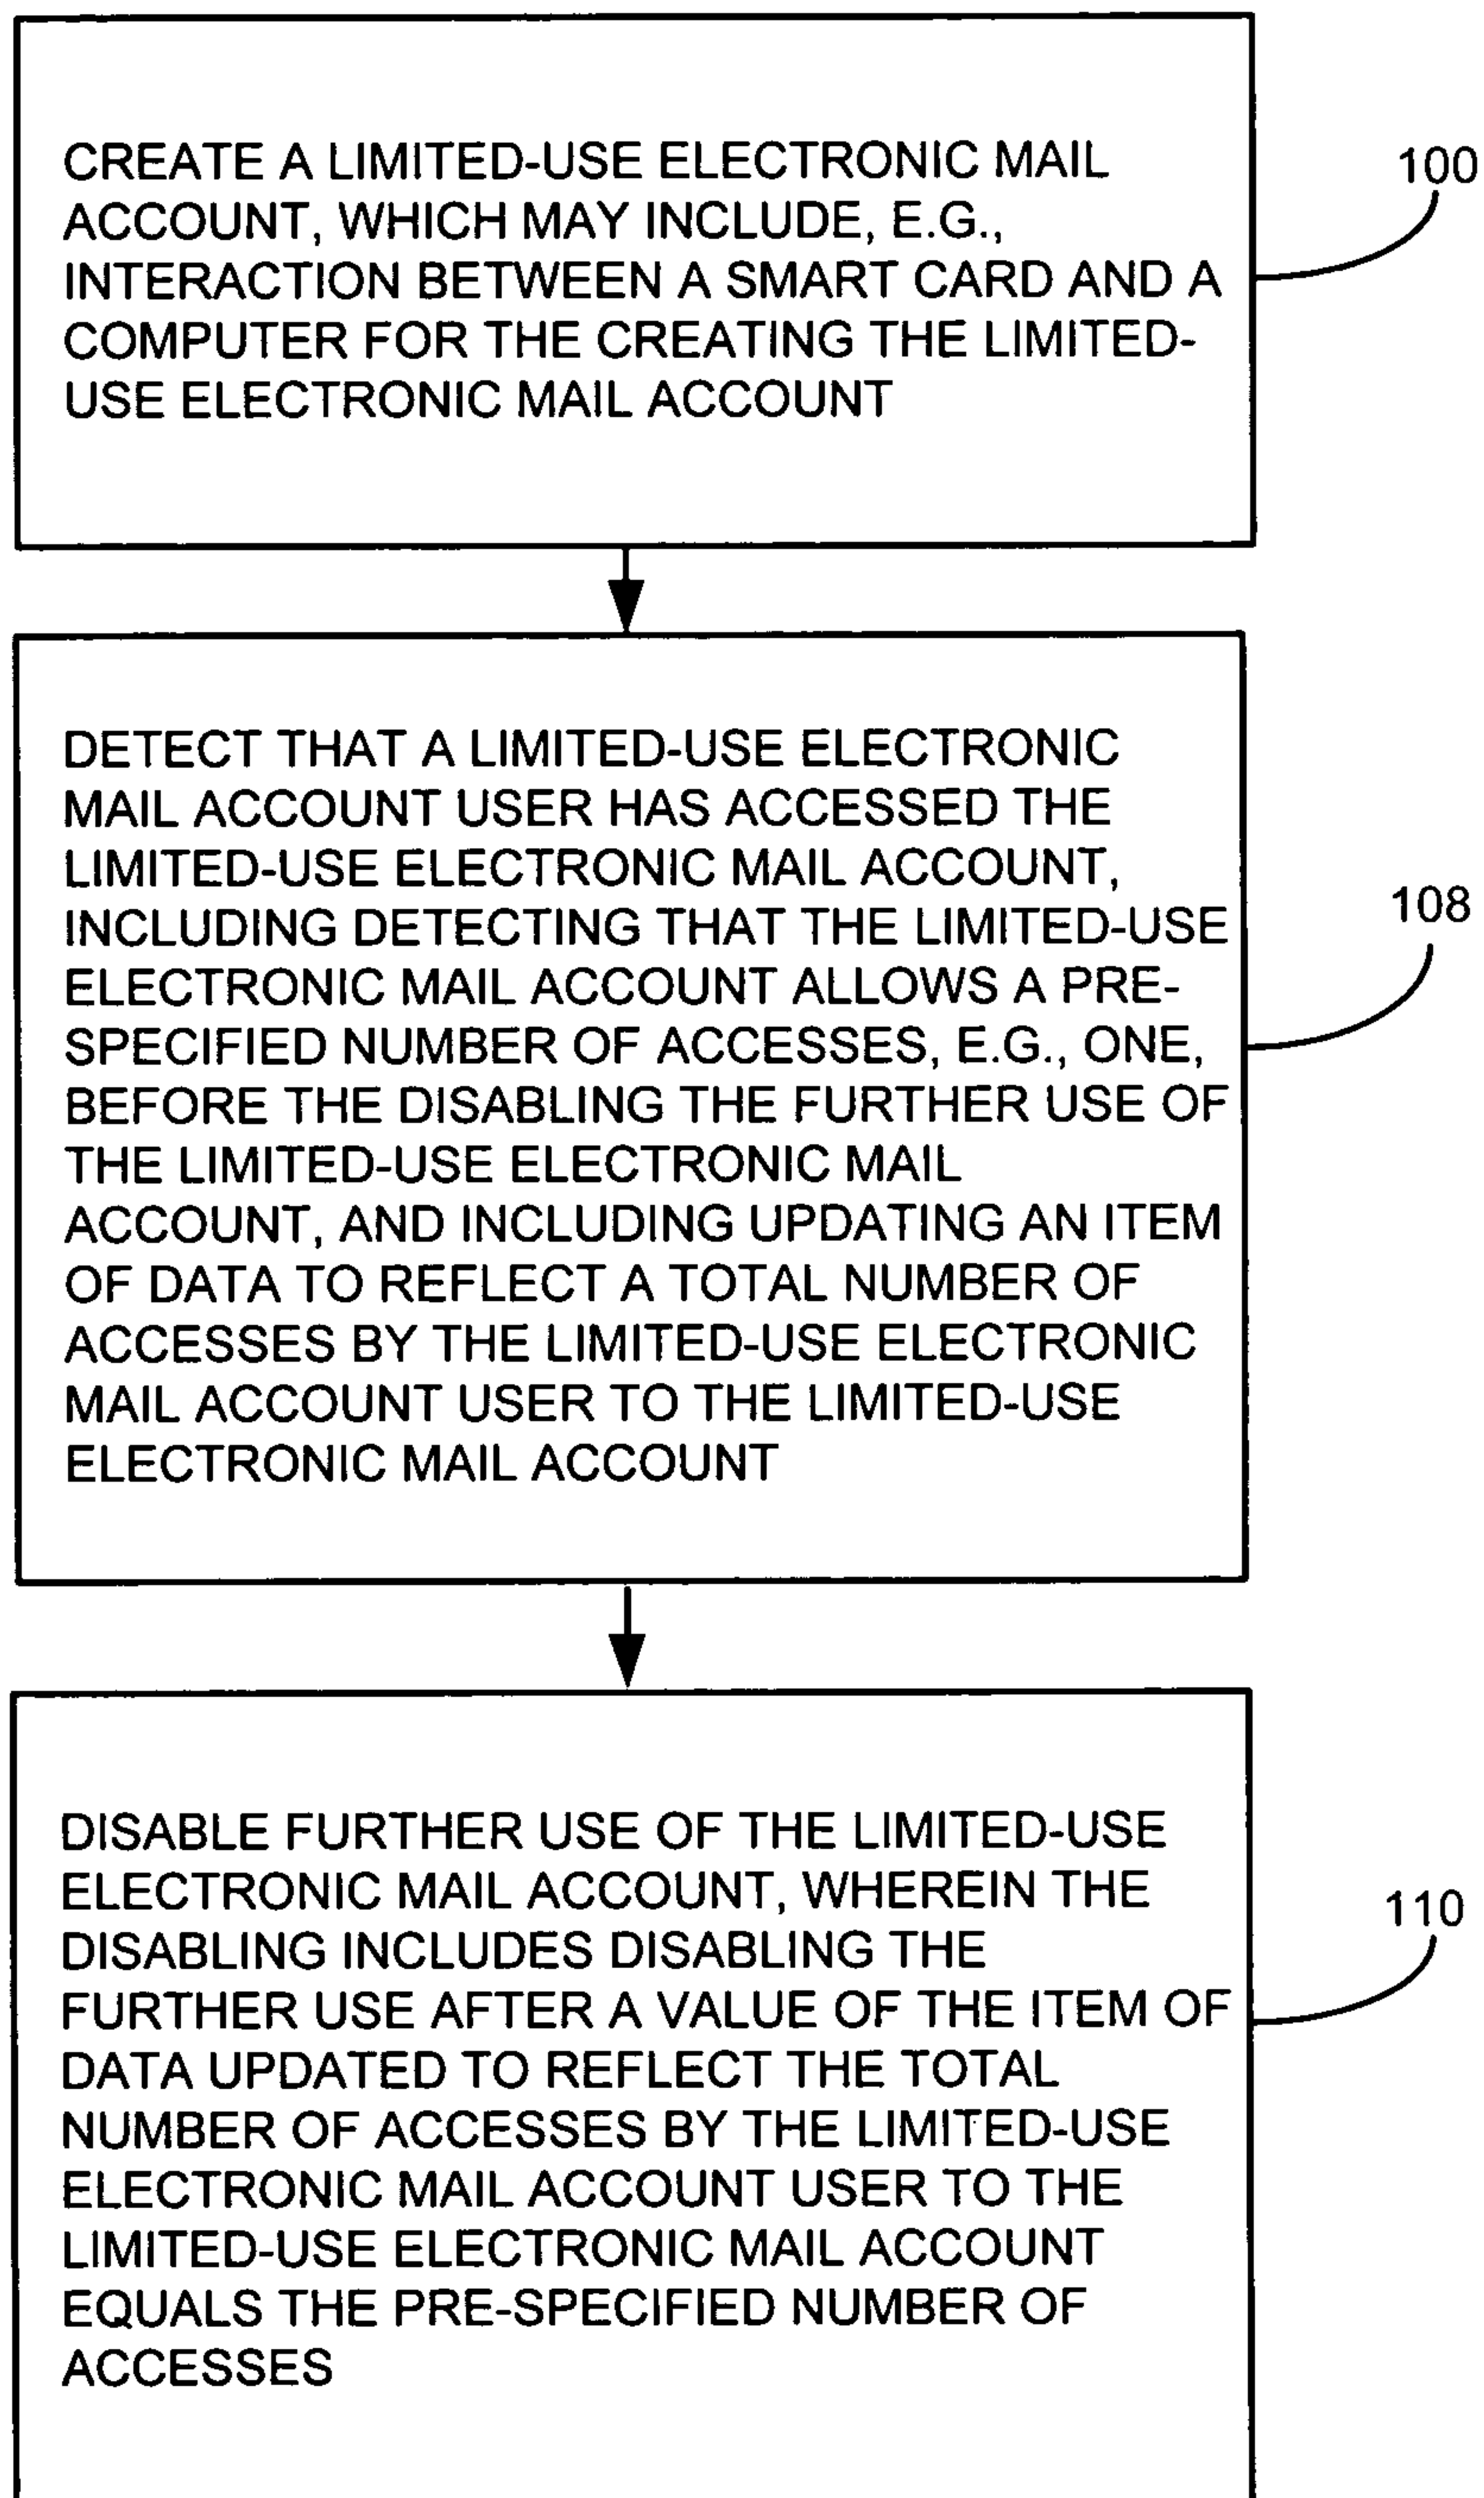 CREATE A LIMITED-USE ELECTRONIC MAIL
ACCOUNT, WHICH MAY INCLUDE, E.G.,
INTERACTION BETWEEN A SMART CARD AND A
COMPUTER FOR THE CREATING THE LIMITED-
USE ELECTRONIC MAIL ACCOUNT
100
DETECT THAT A LIMITED-USE ELECTRONIC
MAIL ACCOUNT USER HAS ACCESSED THE
LIMITED-USE ELECTRONIC MAIL ACCOUNT,
INCLUDING DETECTING THAT THE LIMITED-USE
ELECTRONIC MAIL ACCOUNT ALLOWS A PRE-
SPECIFIED NUMBER OF ACCESSES, E.G., ONE,
BEFORE THE DISABLING THE FURTHER USE OF
THE LIMITED-USE ELECTRONIC MAIL
ACCOUNT, AND INCLUDING UPDATING AN ITEM
OF DATA TO REFLECT A TOTAL NUMBER OF
ACCESSES BY THE LIMITED-USE ELECTRONIC
MAIL ACCOUNT USER TO THE LIMITED-USE
ELECTRONIC MAIL ACCOUNT
108
DISABLE FURTHER USE OF THE LIMITED-USE
ELECTRONIC MAIL ACCOUNT, WHEREIN THE
DISABLING INCLUDES DISABLING THE
FURTHER USE AFTER A VALUE OF THE ITEM OF
DATA UPDATED TO REFLECT THE TOTAL
NUMBER OF ACCESSES BY THE LIMITED-USE
ELECTRONIC MAIL ACCOUNT USER TO THE
LIMITED-USE ELECTRONIC MAIL ACCOUNT
EQUALS THE PRE-SPECIFIED NUMBER OF
ACCESSES
110